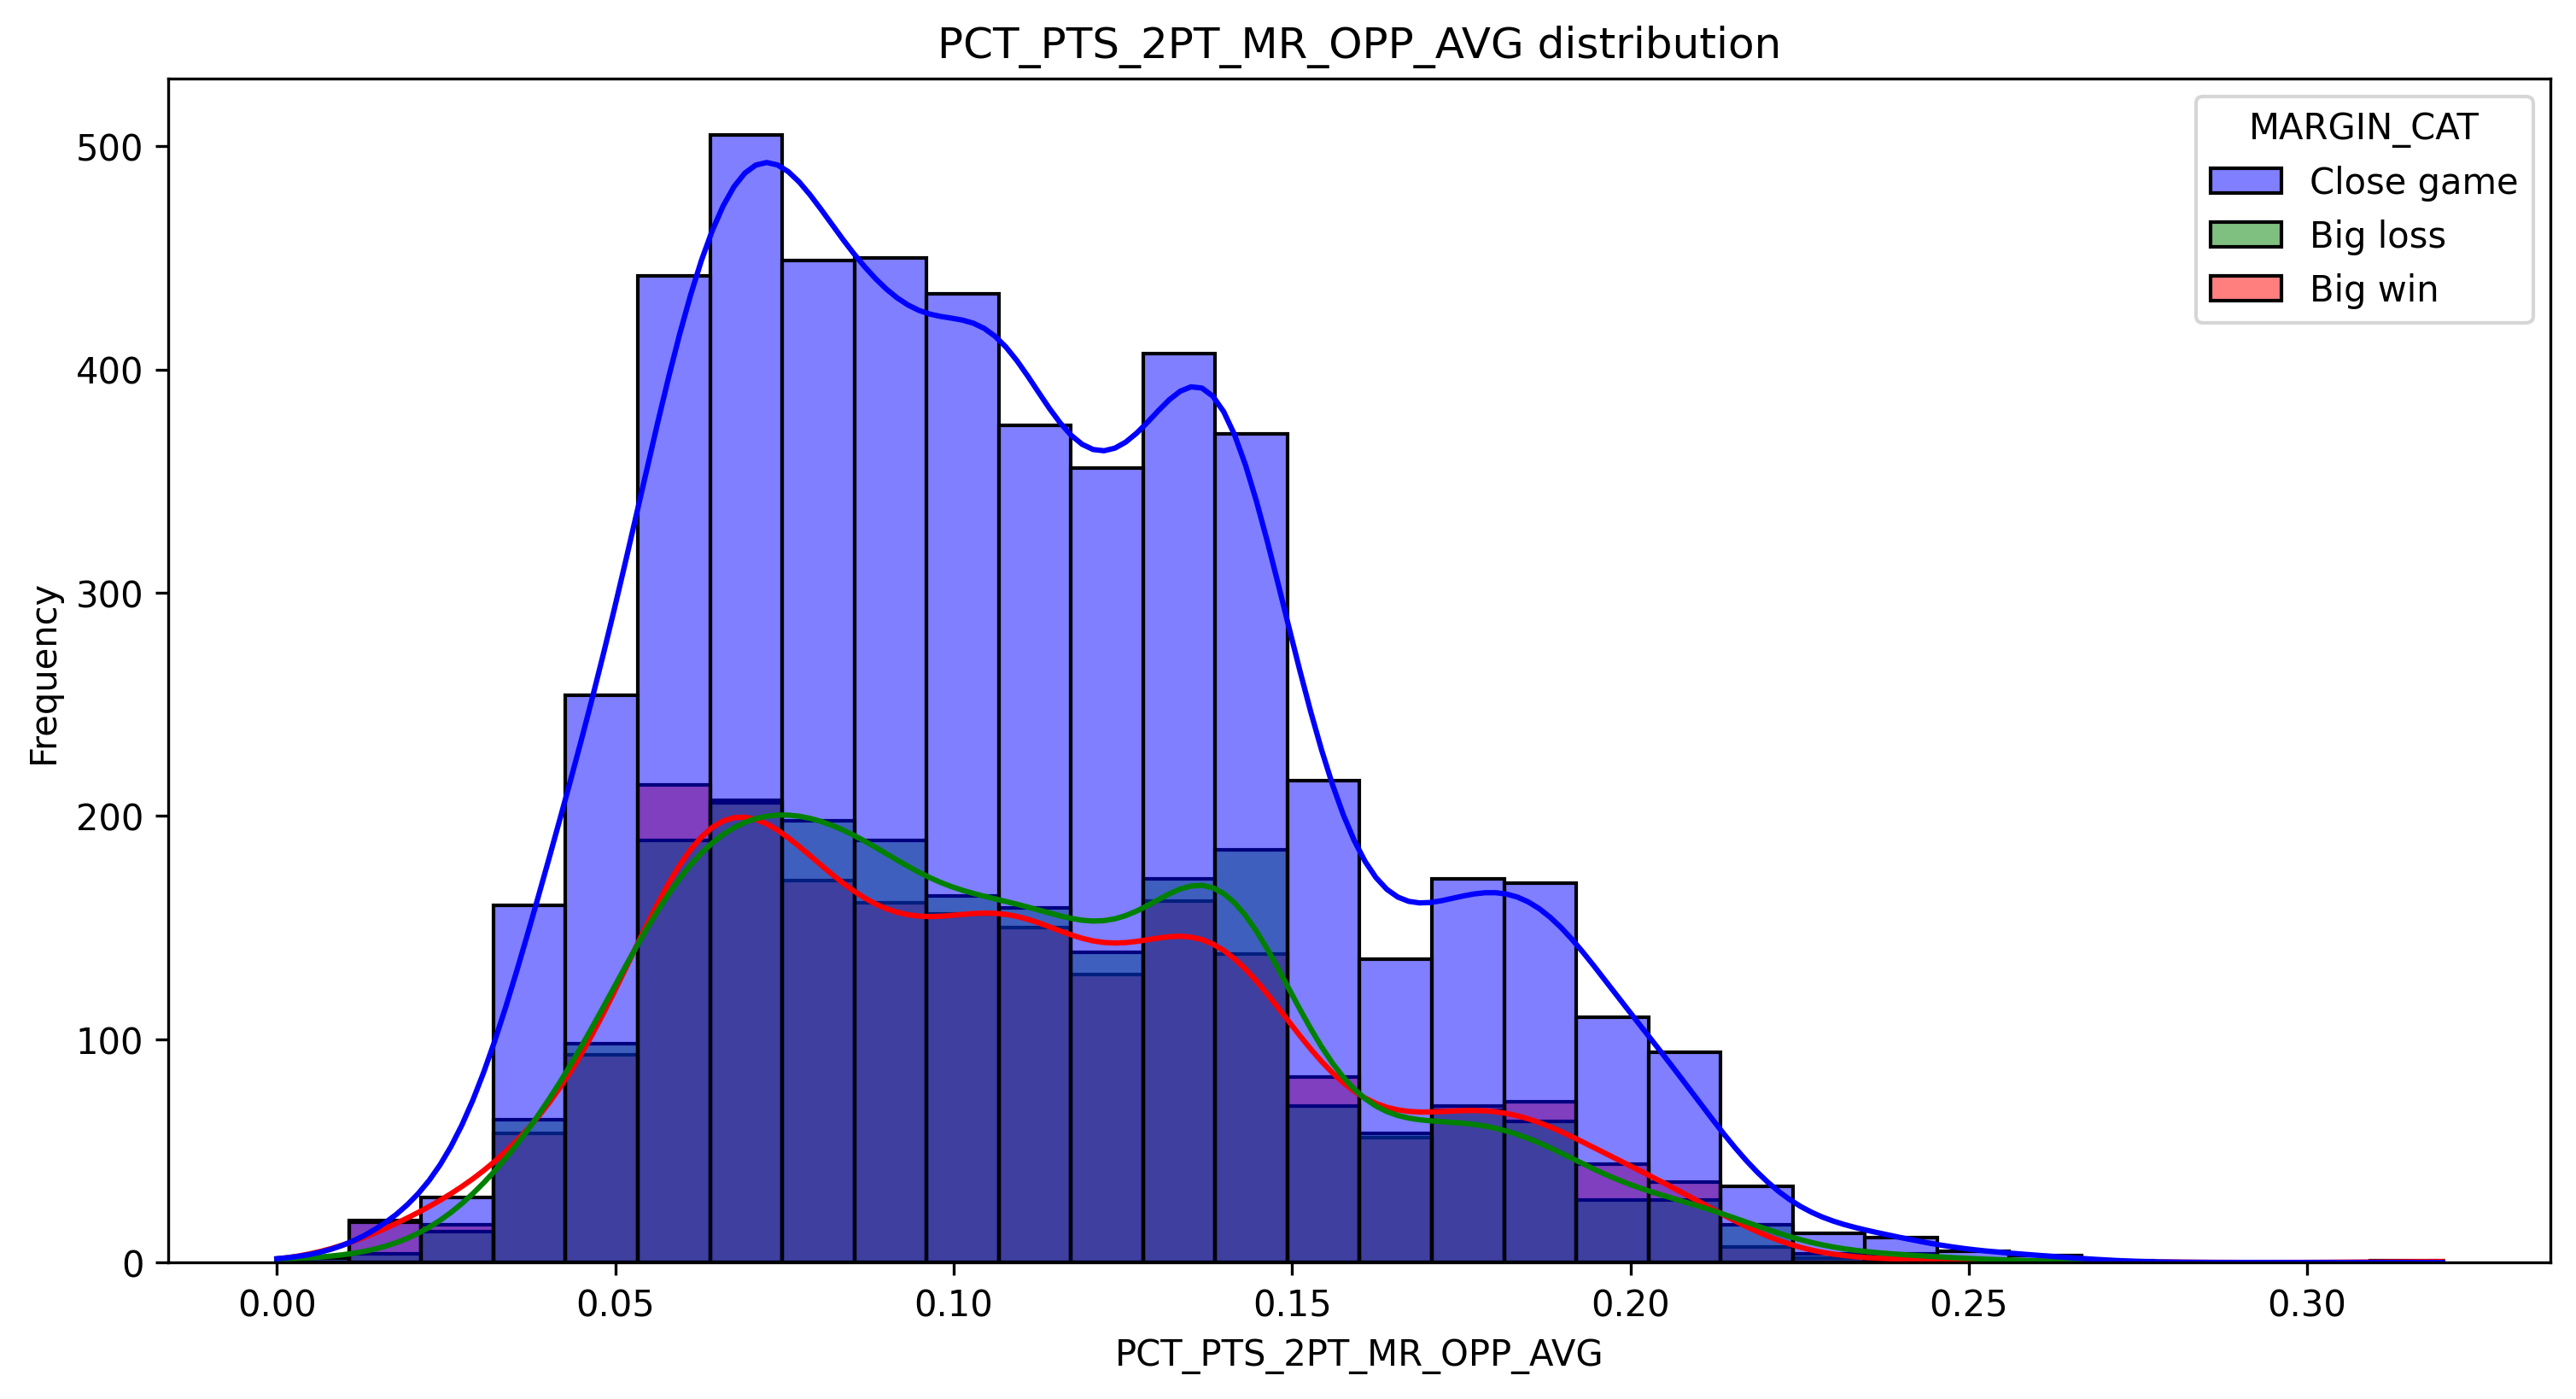 PCT_PTS_2PT_MR_OPP_AVG distribution
MARGIN_CAT
Close game
Big loss
Big win
Frequency
500
400
300
200
100
0
0.00 0.05 0.10 0.15 0.20 0.25 0.30
PCT_PTS_2PT_MR_OPP_AVG